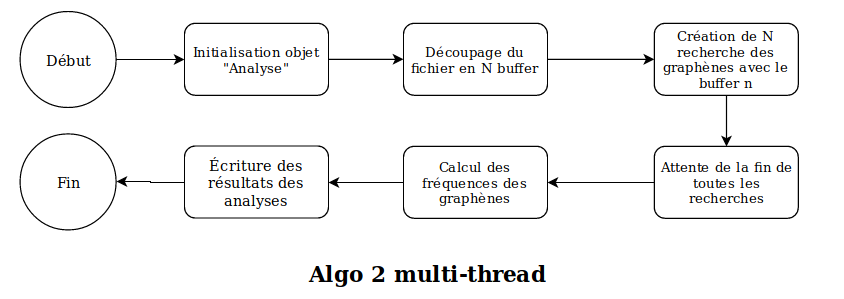 Début
Initialisation objet
"Analyse"
Découpage du
fichier en N buffer
Création de N
recherche des
graphènes avec le
buffer n
Attente de la fin de
toutes les
recherches
Calcul des
fréquences des
graphènes
Écriture des
résultats des
analyses
Fin
Algo 2 multi-thread